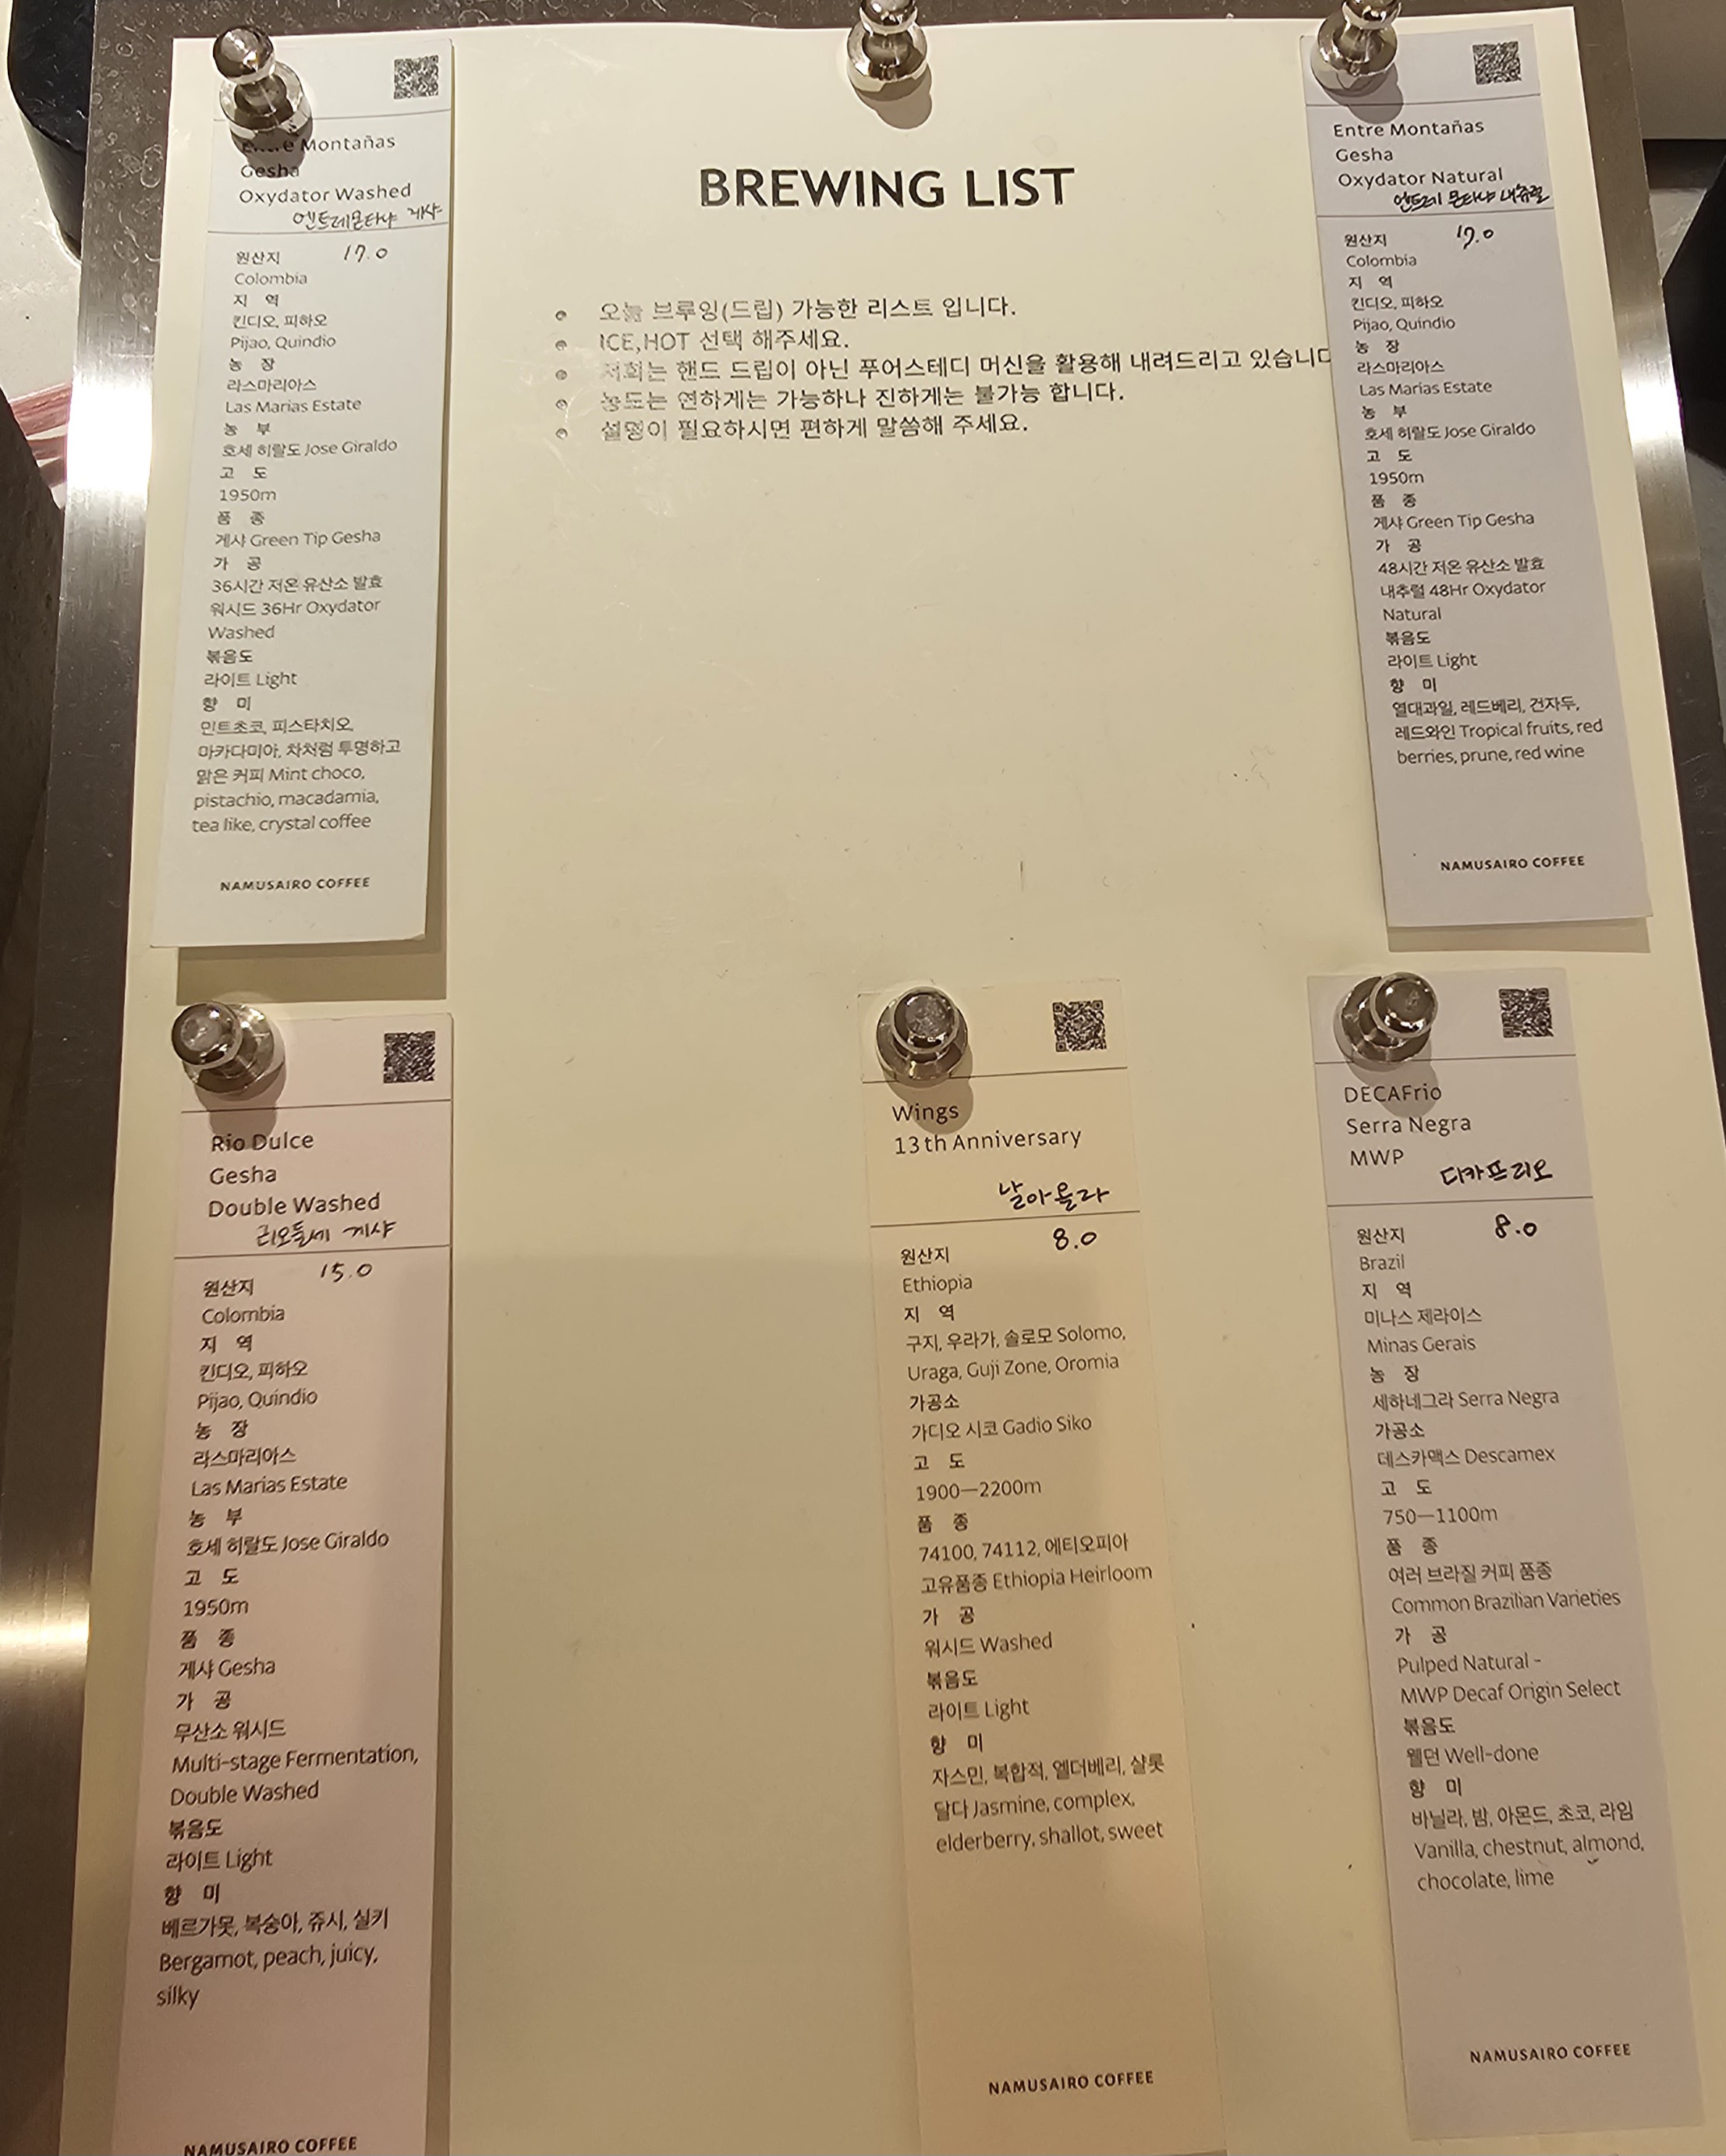 BREWING LIST
오늘 브루잉(드립) 가능한 리스트 입니다.
ICE,HOT 선택 해주세요.
저희는 핸드 드립이 아닌 푸어스테디 머신을 활용해 내려드리고 있습니다
농도는 연하게는 가능하나 진하게는 불가능 합니다.
설명이 필요하시면 편하게 말씀해 주세요.
Entre Montañas
Gesha
Oxydator Washed
엔트레몬타냐 게샤
원산지 17.0
Colombia
지 역
킨디오, 피하오
Pijao, Quindio
농 장
라스마리아스
Las Marias Estate
농 부
호세 히랄도 Jose Giraldo
고 도
1950m
품 종
게샤 Green Tip Gesha
가 공
36시간 저온 유산소 발효
워시드 36Hr Oxydator
Washed
볶음도
라이트 Light
향 미
민트초코, 피스타치오,
마카다미아, 차처럼 투명하고
맑은 커피 Mint choco,
pistachio, macadamia,
tea like, crystal coffee
NAMUSAIRO COFFEE
Entre Montañas
Gesha
Oxydator Natural
엔트레 몬타냐 내츄럴
원산지 17.0
Colombia
지 역
킨디오, 피하오
Pijao, Quindio
농 장
라스마리아스
Las Marias Estate
농 부
호세 히랄도 Jose Giraldo
고 도
1950m
품 종
게샤 Green Tip Gesha
가 공
48시간 저온 유산소 발효
내추럴 48Hr Oxydator
Natural
볶음도
라이트 Light
향 미
열대과일, 레드베리, 건자두,
레드와인 Tropical fruits, red
berries, prune, red wine
NAMUSAIRO COFFEE
Rio Dulce
Gesha
Double Washed
리오둘세 게샤
원산지 15.0
Colombia
지 역
킨디오, 피하오
Pijao, Quindio
농 장
라스마리아스
Las Marias Estate
농 부
호세 히랄도 Jose Giraldo
고 도
1950m
품 종
게샤 Gesha
가 공
무산소 워시드
Multi-stage Fermentation,
Double Washed
볶음도
라이트 Light
향 미
베르가못, 복숭아, 쥬시, 실키
Bergamot, peach, juicy,
silky
NAMUSAIRO COFFEE
Wings
13th Anniversary
날아올라
원산지 8.0
Ethiopia
지 역
구지, 우라가, 솔로모 Solomo,
Uraga, Guji Zone, Oromia
가공소
가디오 시코 Gadio Siko
고 도
1900—2200m
품 종
74100, 74112, 에티오피아
고유품종 Ethiopia Heirloom
가 공
워시드 Washed
볶음도
라이트 Light
향 미
자스민, 복합적, 엘더베리, 샬롯
달다 Jasmine, complex,
elderberry, shallot, sweet
NAMUSAIRO COFFEE
DECAFrio
Serra Negra
MWP
디카프리오
원산지 8.0
Brazil
지 역
미나스 제라이스
Minas Gerais
농 장
세하네그라 Serra Negra
가공소
데스카맥스 Descamex
고 도
750—1100m
품 종
여러 브라질 커피 품종
Common Brazilian Varieties
가 공
Pulped Natural -
MWP Decaf Origin Select
볶음도
웰던 Well-done
향 미
바닐라, 밤, 아몬드, 초코, 라임
Vanilla, chestnut, almond,
chocolate, lime
NAMUSAIRO COFFEE